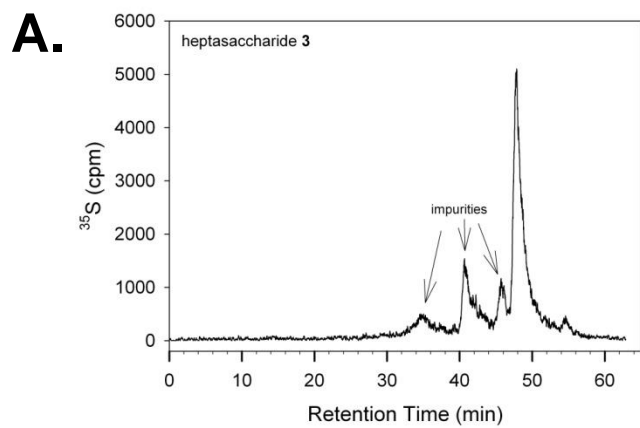 A.
heptasaccharide 3
6000
5000
4000
3000
2000
1000
0
35S (cpm)
impurities
0 10 20 30 40 50 60
Retention Time (min)